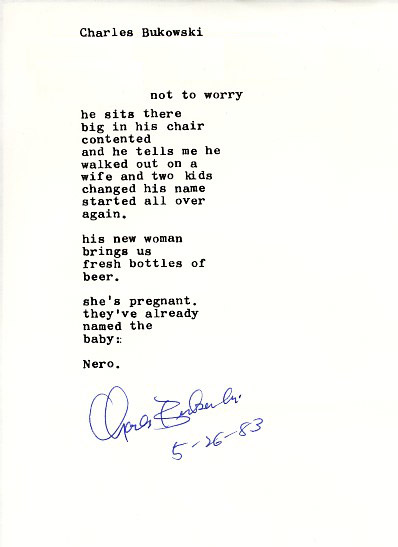 Charles Bukowski
not to worry
he sits there
big in his chair
contented
and he tells me he
walked out on a
wife and two kids
changed his name
started all over
again.
his new woman
brings us
fresh bottles of
beer.
she's pregnant.
they've already
named the
baby:
Nero.
Charles Bukowski
5-26-83